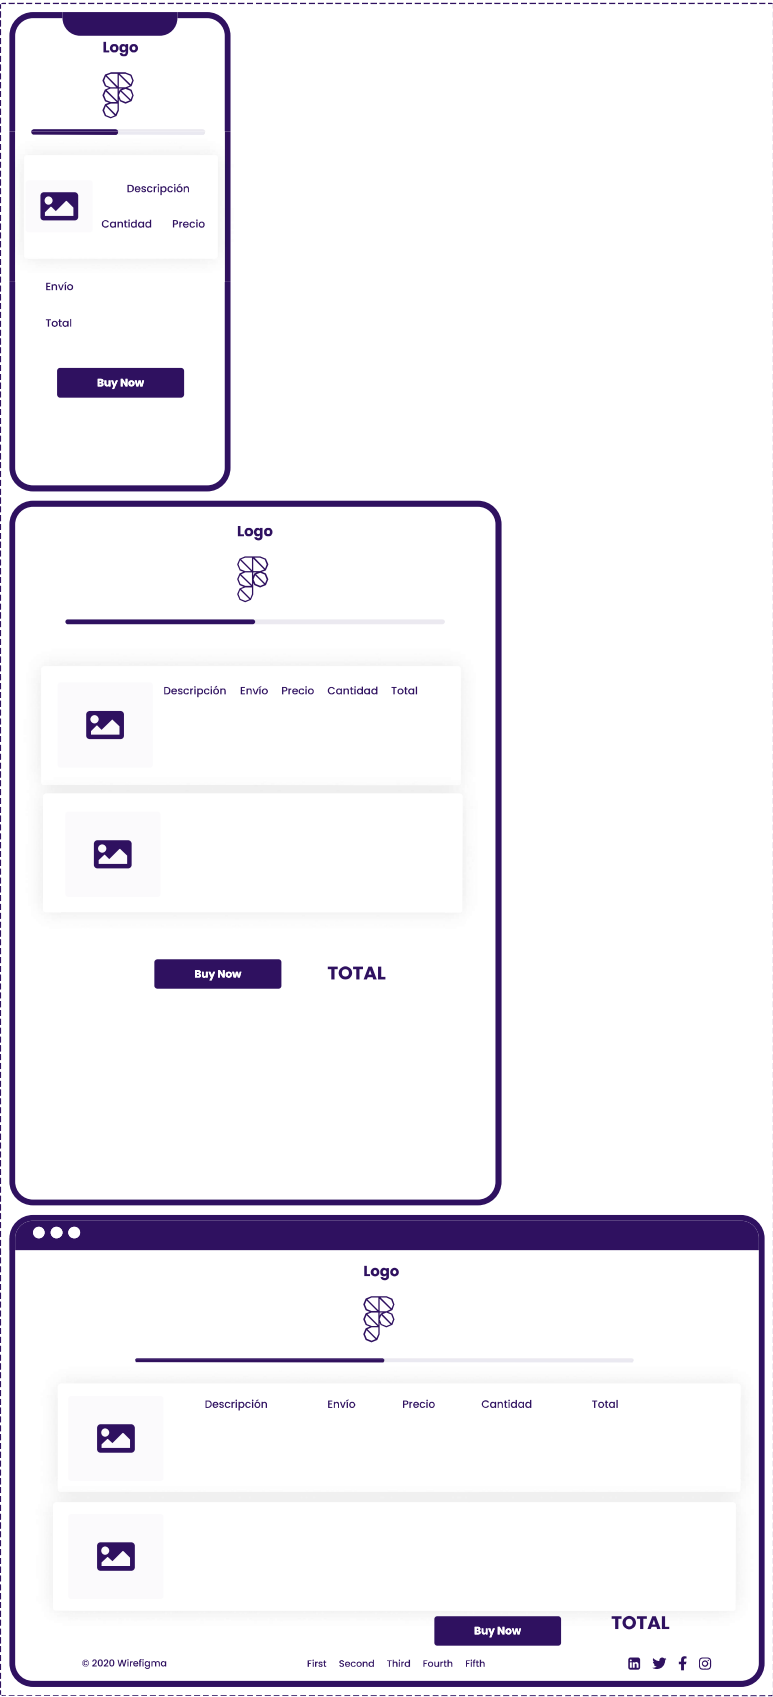 Logo
Descripción
Cantidad Precio
Envío
Total
Buy Now
Logo
Descripción Envío Precio Cantidad Total
Buy Now TOTAL
Logo
Descripción Envío Precio Cantidad Total
Buy Now TOTAL
© 2020 Wirefigma First Second Third Fourth Fifth